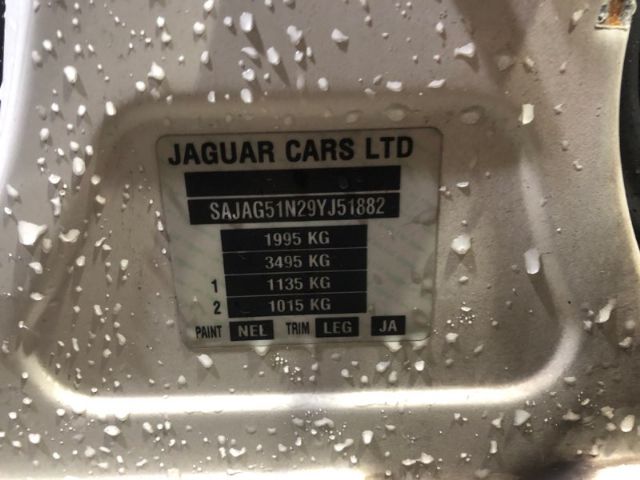 JAGUAR CARS LTD
SAJAG51N29YJ51882
1995 KG
3495 KG
1 1135 KG
2 1015 KG
PAINT NEL TRIM LEG JA